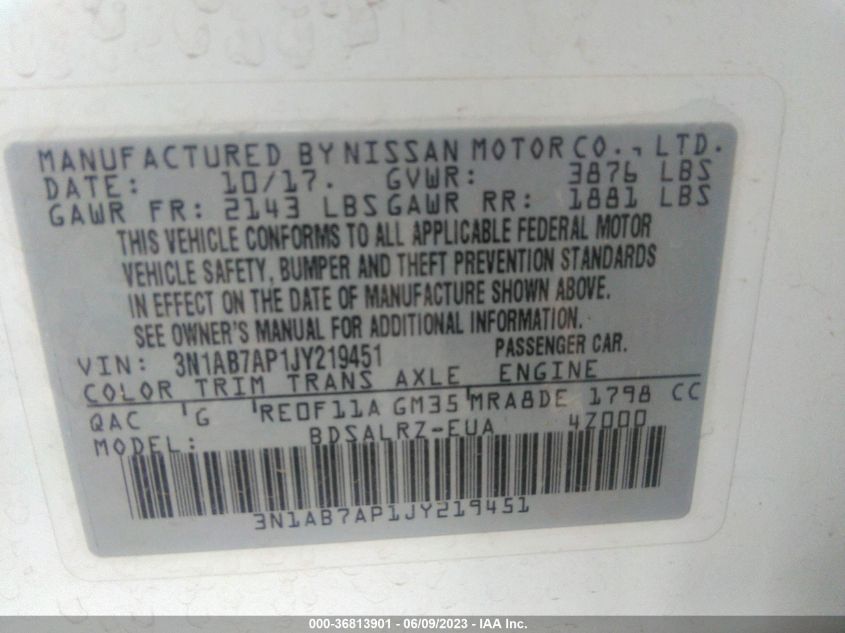 MANUFACTURED BY NISSAN MOTOR CO., LTD.
DATE: 10/17. GVWR: 3876 LBS
GAWR FR: 2143 LBS GAWR RR: 1881 LBS
THIS VEHICLE CONFORMS TO ALL APPLICABLE FEDERAL MOTOR
VEHICLE SAFETY, BUMPER AND THEFT PREVENTION STANDARDS
IN EFFECT ON THE DATE OF MANUFACTURE SHOWN ABOVE.
SEE OWNER'S MANUAL FOR ADDITIONAL INFORMATION.
VIN: 3N1AB7AP1JY219451 PASSENGER CAR.
COLOR TRIM TRANS AXLE ENGINE
QAC G RE0F11A GM35 MRA8DE 1798 CC
MODEL: BDSALRZ-EUA 4Z000
3N1AB7AP1JY219451
000-36813901 - 06/09/2023 - IAA Inc.